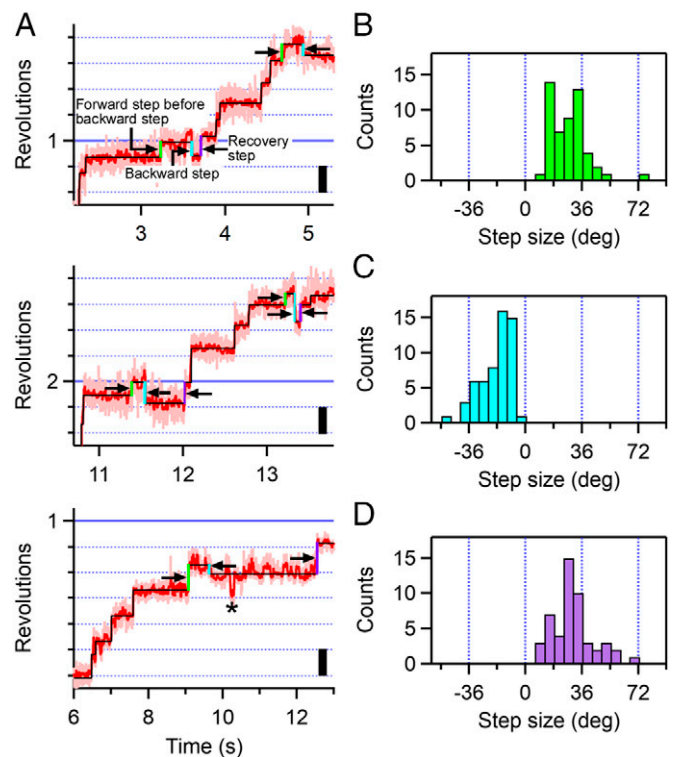 A
Revolutions
1
Forward step before
backward step
Backward step
Recovery
step
3 4 5
B
Counts
15
10
5
0
-36 0 36 72
Step size (deg)
Revolutions
2
11 12 13
C
Counts
15
10
5
0
-36 0 36 72
Step size (deg)
Revolutions
1
*
6 8 10 12
Time (s)
D
Counts
15
10
5
0
-36 0 36 72
Step size (deg)